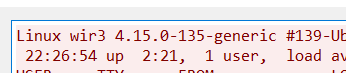 Linux wir3 4.15.0-135-generic #139-Ub
22:26:54 up  2:21,  1 user,  load av